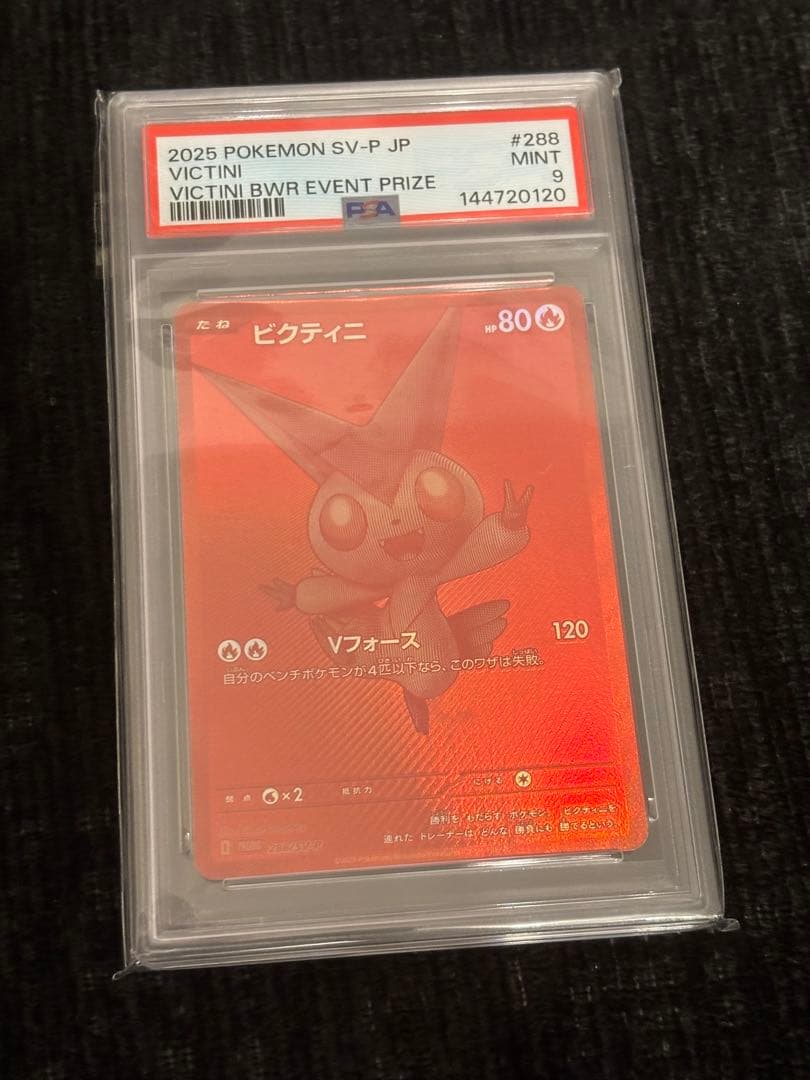 2025 POKEMON SV-P JP
#288
VICTINI
MINT
VICTINI BWR EVENT PRIZE
9
PSA
144720120
たね
ビクティニ
HP 80
Vフォース
120
自分のベンチポケモンが4匹以下なら、このワザは失敗。
弱点
×2
抵抗力
にげる
勝利を もたらす ポケモン。 ビクティニを
連れた トレーナーは どんな 勝負にも 勝てるという。
288/SV-P